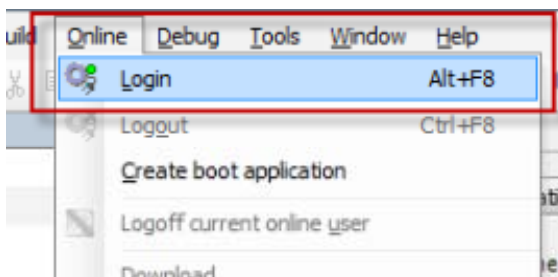 uild Online Debug Tools Window Help
Login Alt+F8
Logout Ctrl+F8
Create boot application
Logoff current online user
Download